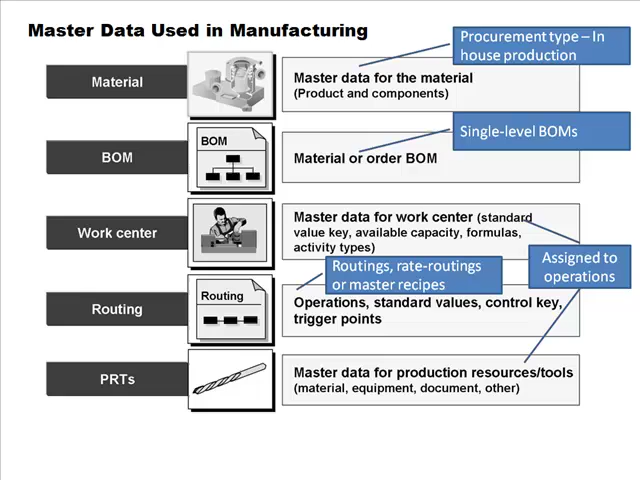 Master Data Used in Manufacturing
Procurement type – In
house production
Material
Master data for the material
(Product and components)
Single-level BOMs
BOM
BOM
Material or order BOM
Work center
Master data for work center (standard
value key, available capacity, formulas,
activity types)
Assigned to
operations
Routings, rate-routings
or master recipes
Routing
Routing
Operations, standard values, control key,
trigger points
PRTs
Master data for production resources/tools
(material, equipment, document, other)